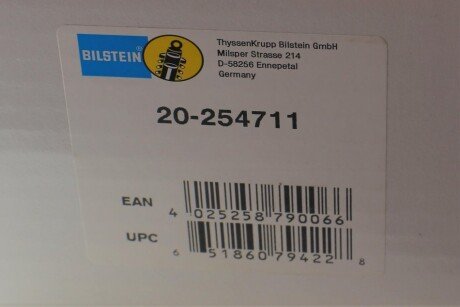 BILSTEIN®
ThyssenKrupp Bilstein GmbH
Milsper Strasse 214
D-58256 Ennepetal
Germany
20-254711
EAN
4 025258 790066
UPC
6 51860 79422 8